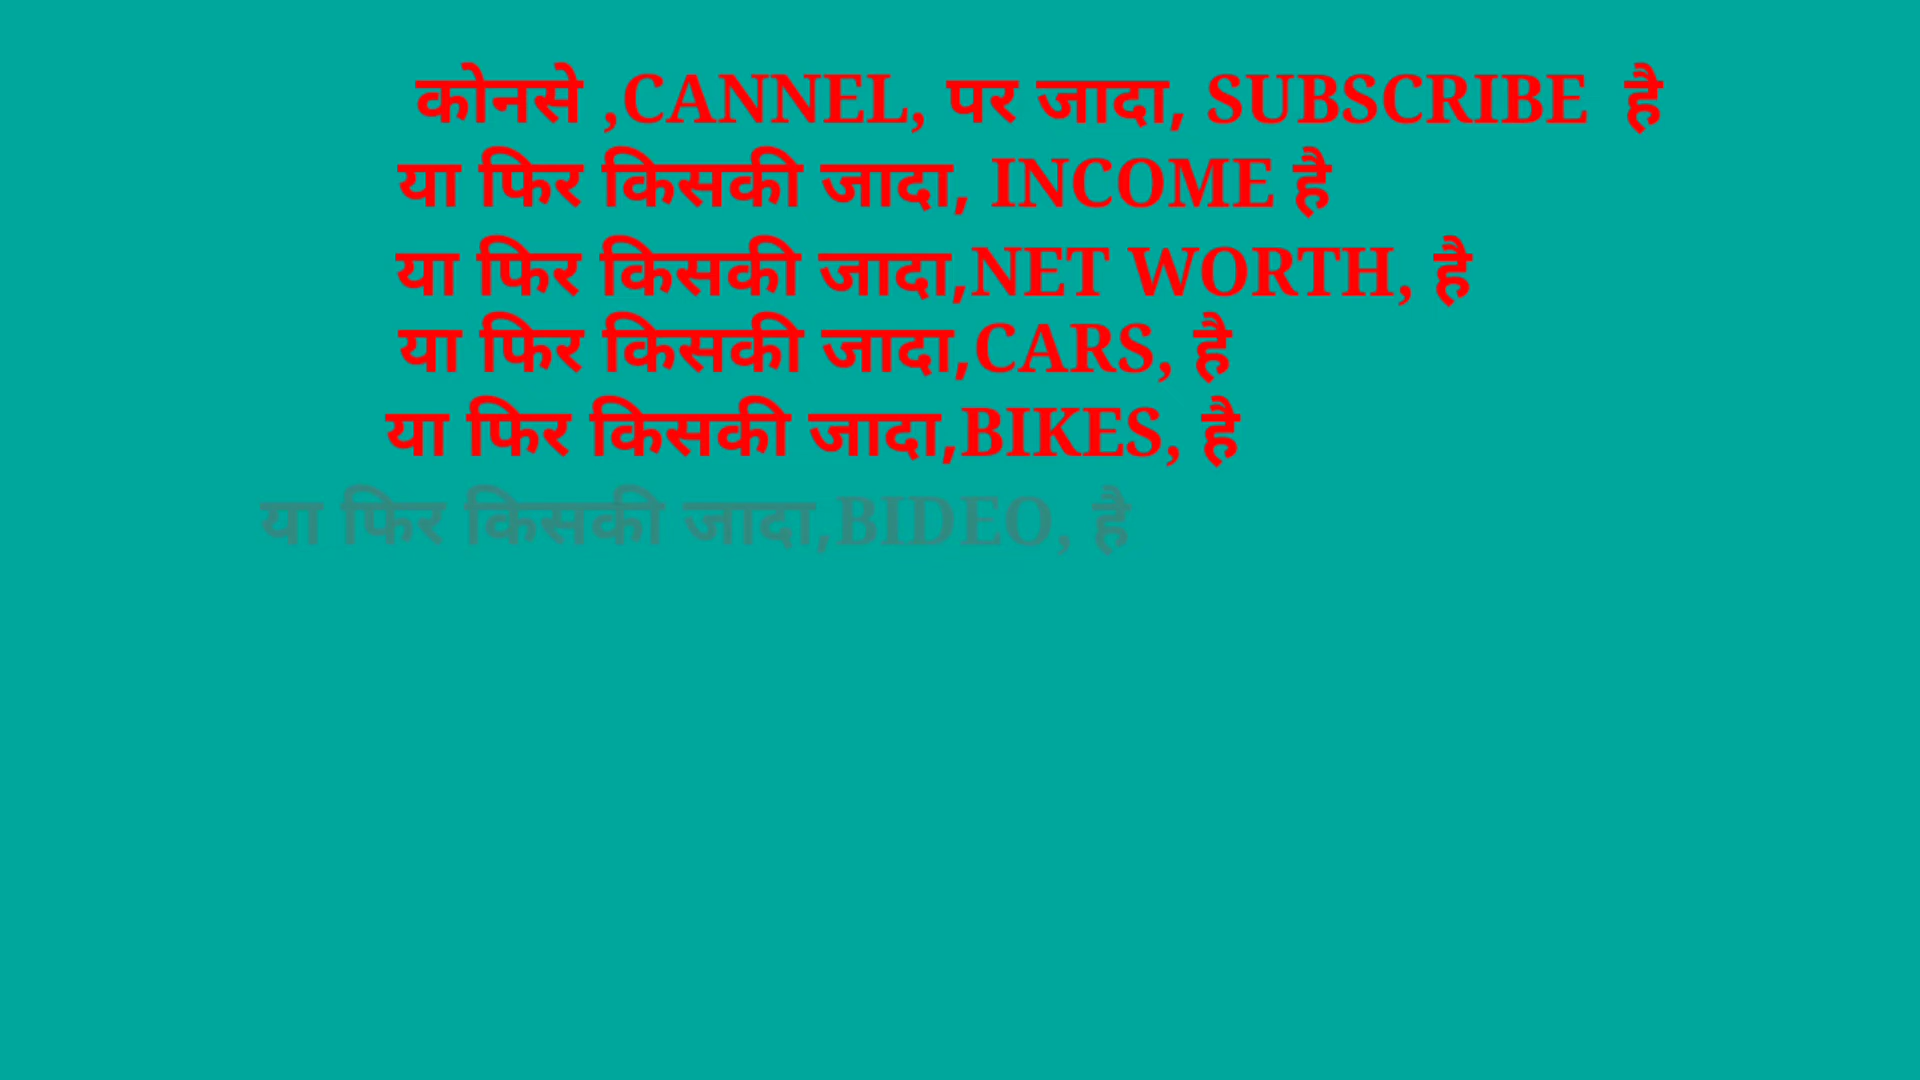 कोनसे ,CANNEL, पर जादा, SUBSCRIBE है
या फिर किसकी जादा, INCOME है
या फिर किसकी जादा,NET WORTH, है
या फिर किसकी जादा,CARS, है
या फिर किसकी जादा,BIKES, है
या फिर किसकी जादा,BIDEO, है